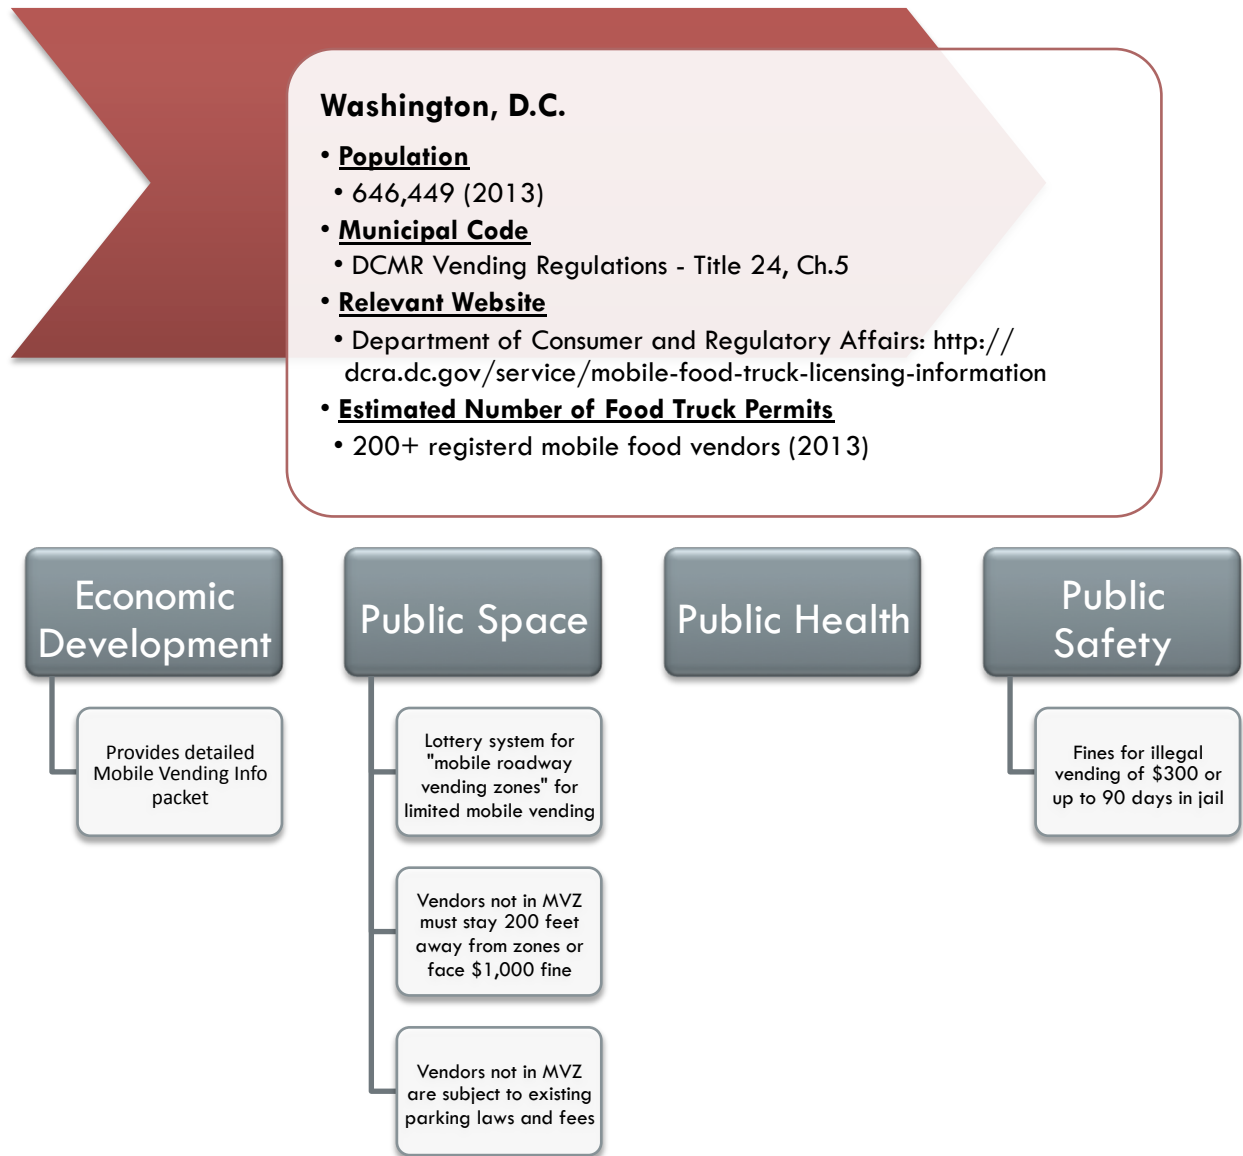 Washington, D.C.
• Population
• 646,449 (2013)
• Municipal Code
• DCMR Vending Regulations - Title 24, Ch.5
• Relevant Website
• Department of Consumer and Regulatory Affairs: http://
dcra.dc.gov/service/mobile-food-truck-licensing-information
• Estimated Number of Food Truck Permits
• 200+ registerd mobile food vendors (2013)
Economic
Development
Provides detailed
Mobile Vending Info
packet
Public Space
Lottery system for
"mobile roadway
vending zones" for
limited mobile vending
Vendors not in MVZ
must stay 200 feet
away from zones or
face $1,000 fine
Vendors not in MVZ
are subject to existing
parking laws and fees
Public Health
Public
Safety
Fines for illegal
vending of $300 or
up to 90 days in jail